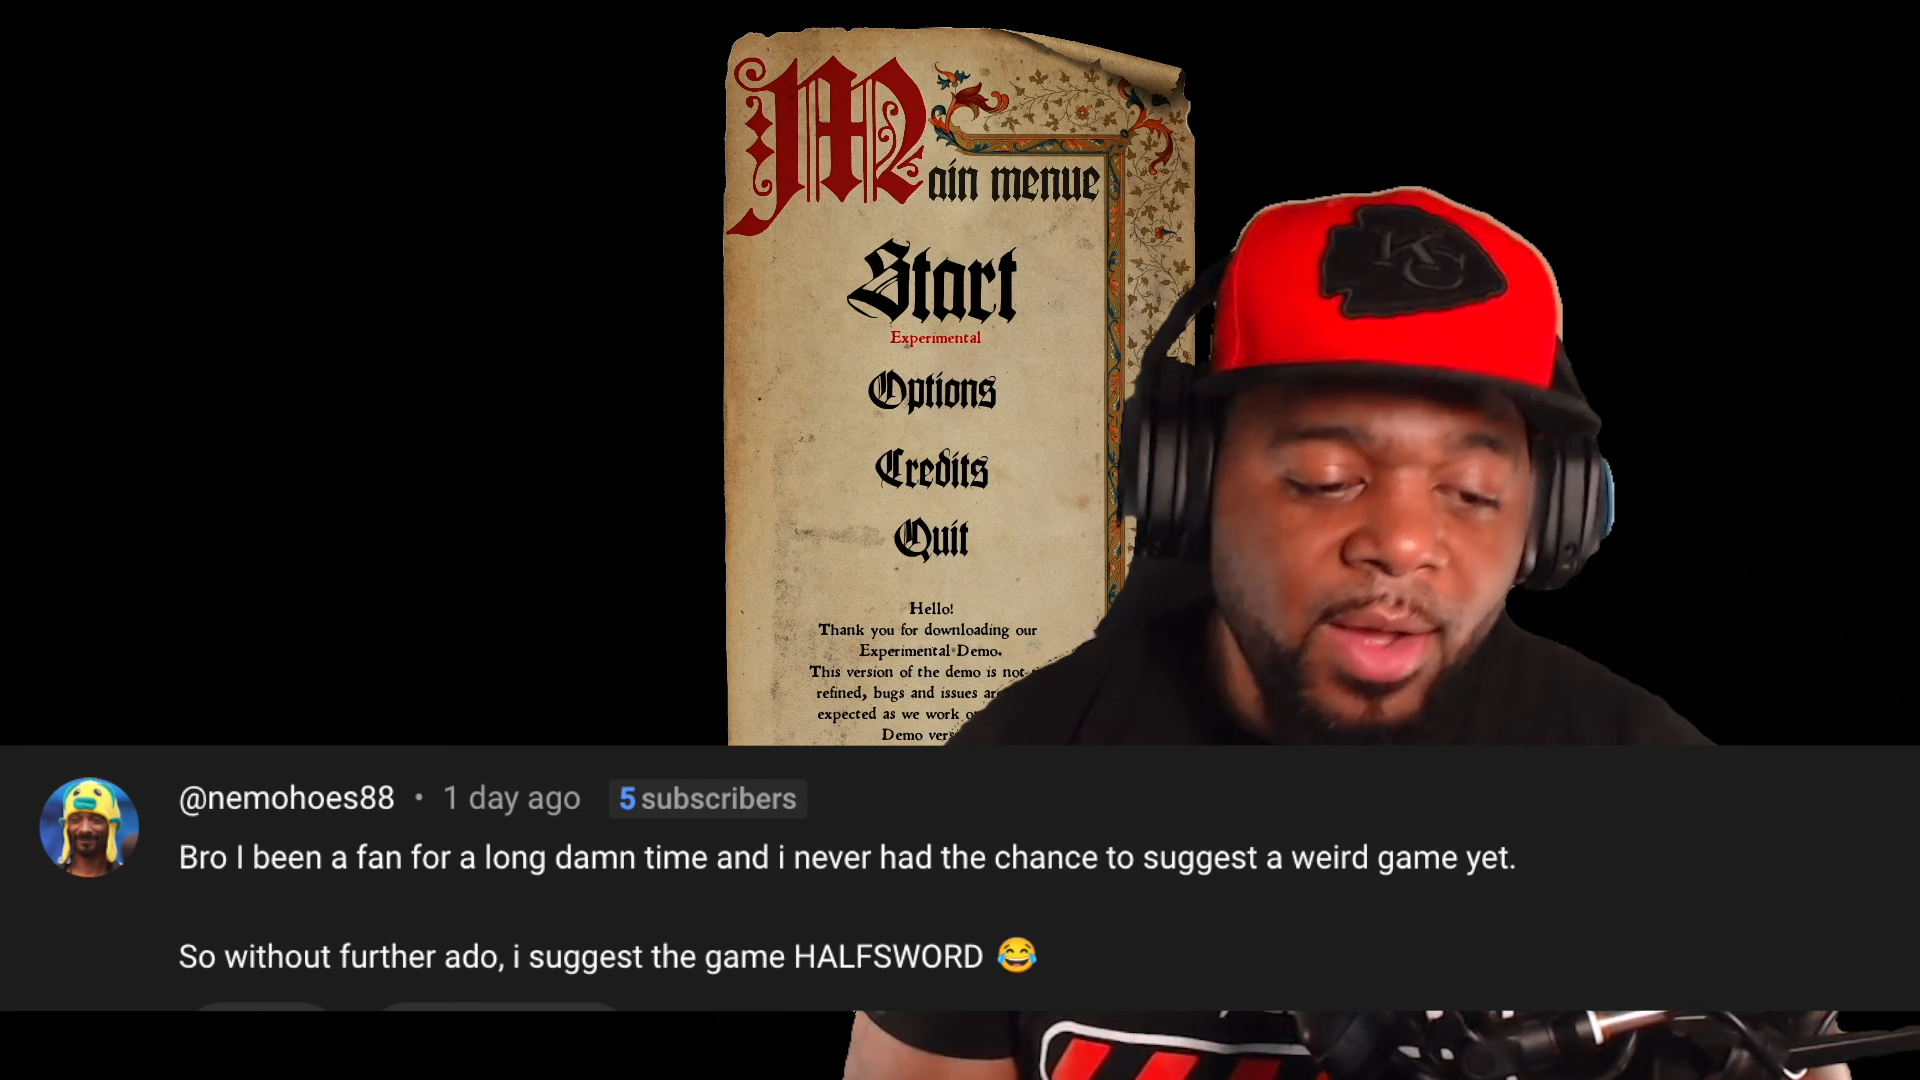 Main menue
Start
Experimental
Options
Credits
Quit
Hello!
Thank you for downloading our
Experimental Demo.
This version of the demo is not
refined, bugs and issues
expected as we work
Demo
KC
@nemohoes88 • 1 day ago 5 subscribers
Bro I been a fan for a long damn time and i never had the chance to suggest a weird game yet.
So without further ado, i suggest the game HALFSWORD 😂